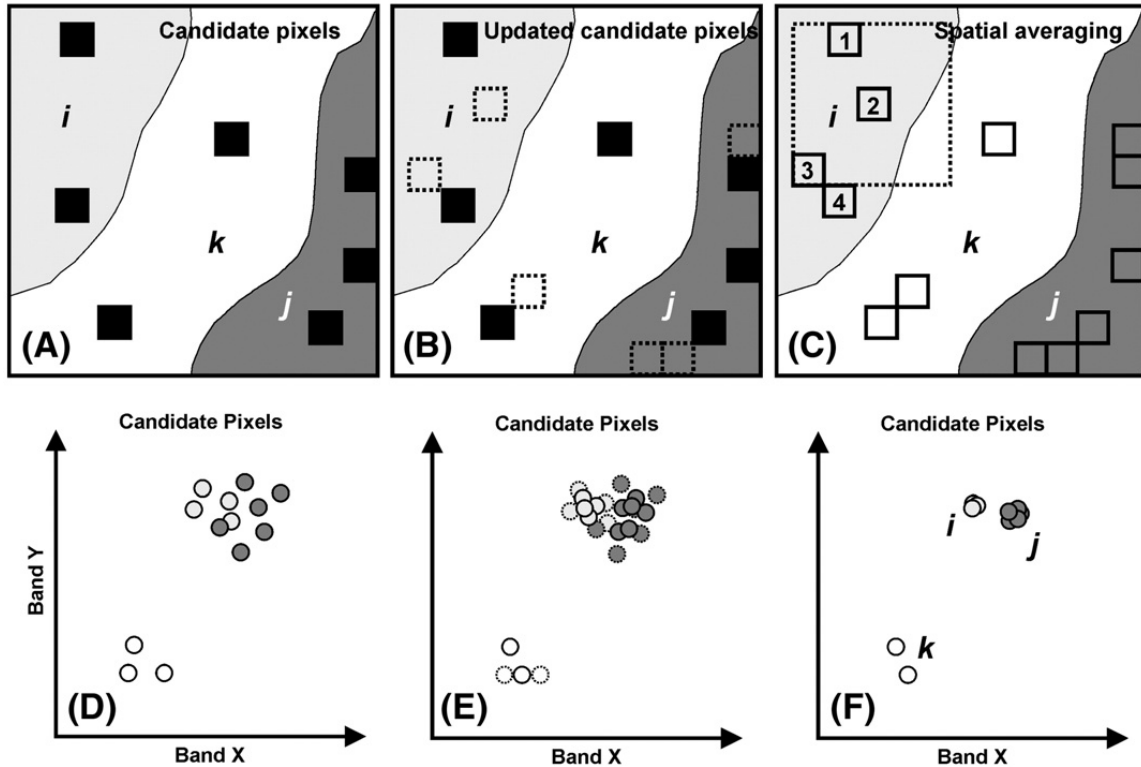 Candidate pixels
i
k
j
(A)
Updated candidate pixels
i
k
j
(B)
Spatial averaging
1
i
2
3
4
k
j
(C)
Candidate Pixels
Band Y
(D)
Band X
Candidate Pixels
(E)
Band X
Candidate Pixels
i
j
k
(F)
Band X